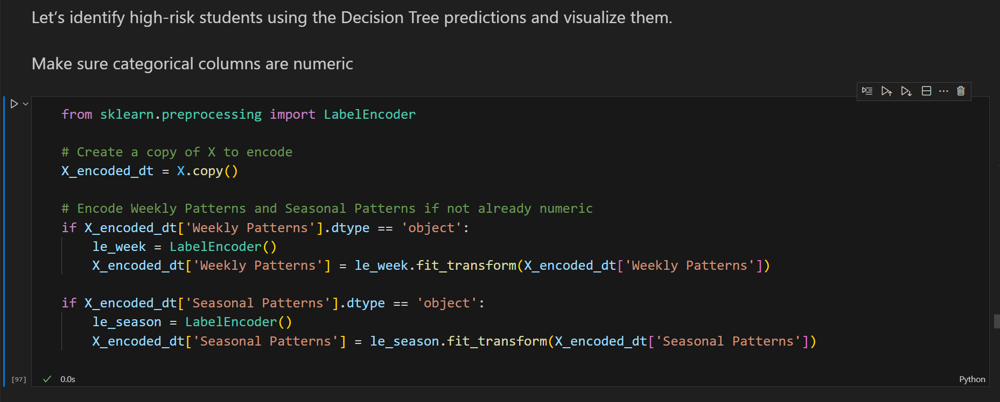 Let’s identify high-risk students using the Decision Tree predictions and visualize them.
Make sure categorical columns are numeric
from sklearn.preprocessing import LabelEncoder
# Create a copy of X to encode
X_encoded_dt = X.copy()
# Encode Weekly Patterns and Seasonal Patterns if not already numeric
if X_encoded_dt['Weekly Patterns'].dtype == 'object':
    le_week = LabelEncoder()
    X_encoded_dt['Weekly Patterns'] = le_week.fit_transform(X_encoded_dt['Weekly Patterns'])
if X_encoded_dt['Seasonal Patterns'].dtype == 'object':
    le_season = LabelEncoder()
    X_encoded_dt['Seasonal Patterns'] = le_season.fit_transform(X_encoded_dt['Seasonal Patterns'])
[97] 0.0s Python